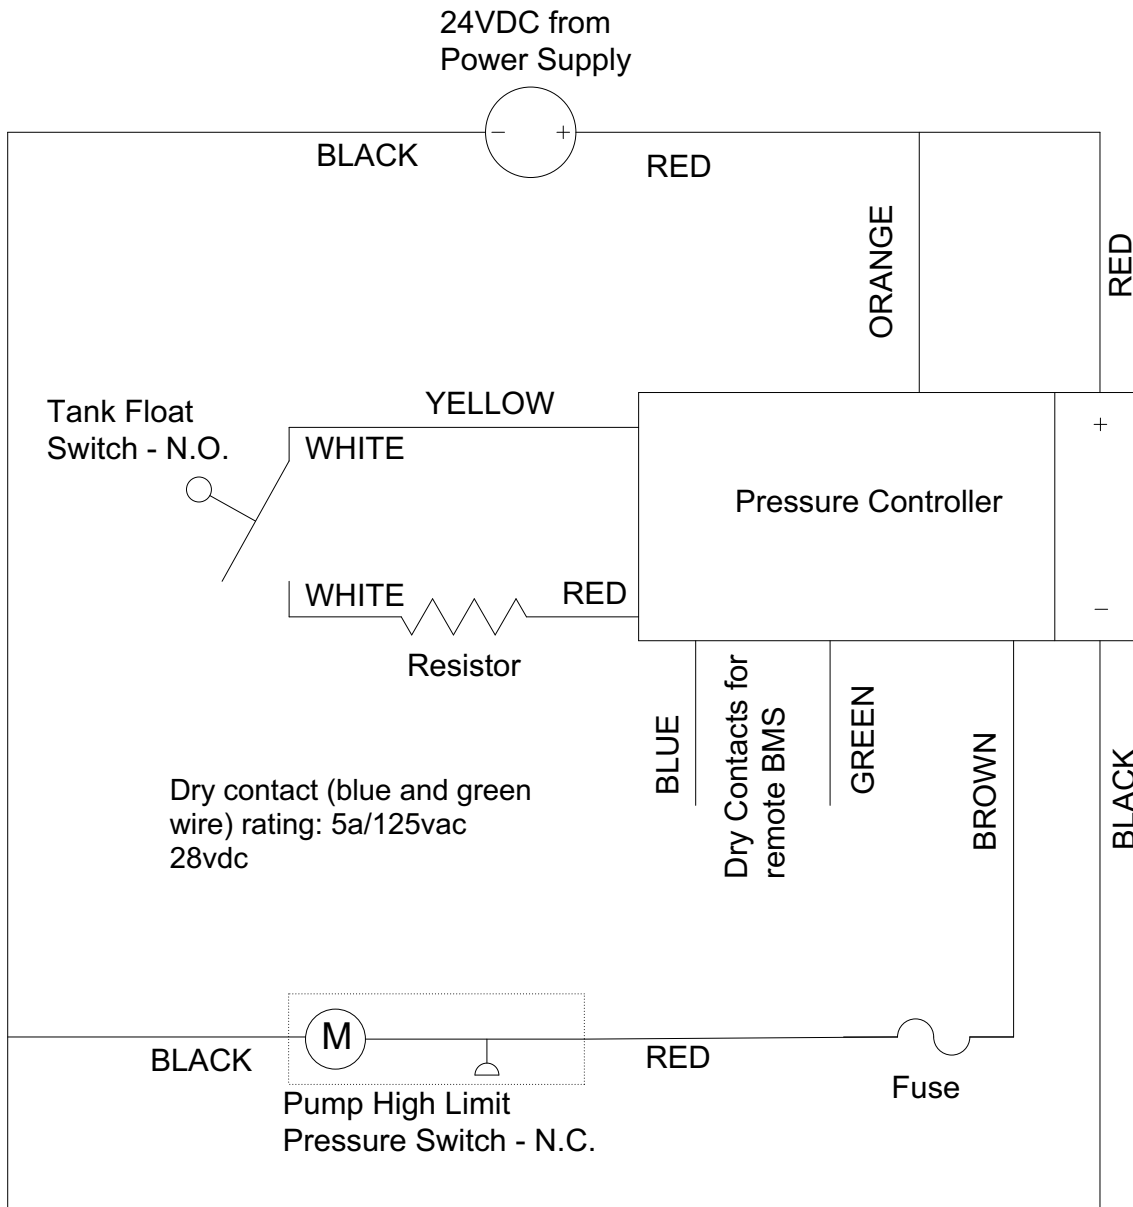 24VDC from
Power Supply
−
+
BLACK
RED
ORANGE
RED
Tank Float
Switch - N.O.
YELLOW
WHITE
+
Pressure Controller
WHITE
RED
−
Resistor
BLUE
Dry Contacts for
remote BMS
GREEN
BROWN
BLACK
Dry contact (blue and green
wire) rating: 5a/125vac
28vdc
M
BLACK
RED
Fuse
Pump High Limit
Pressure Switch - N.C.